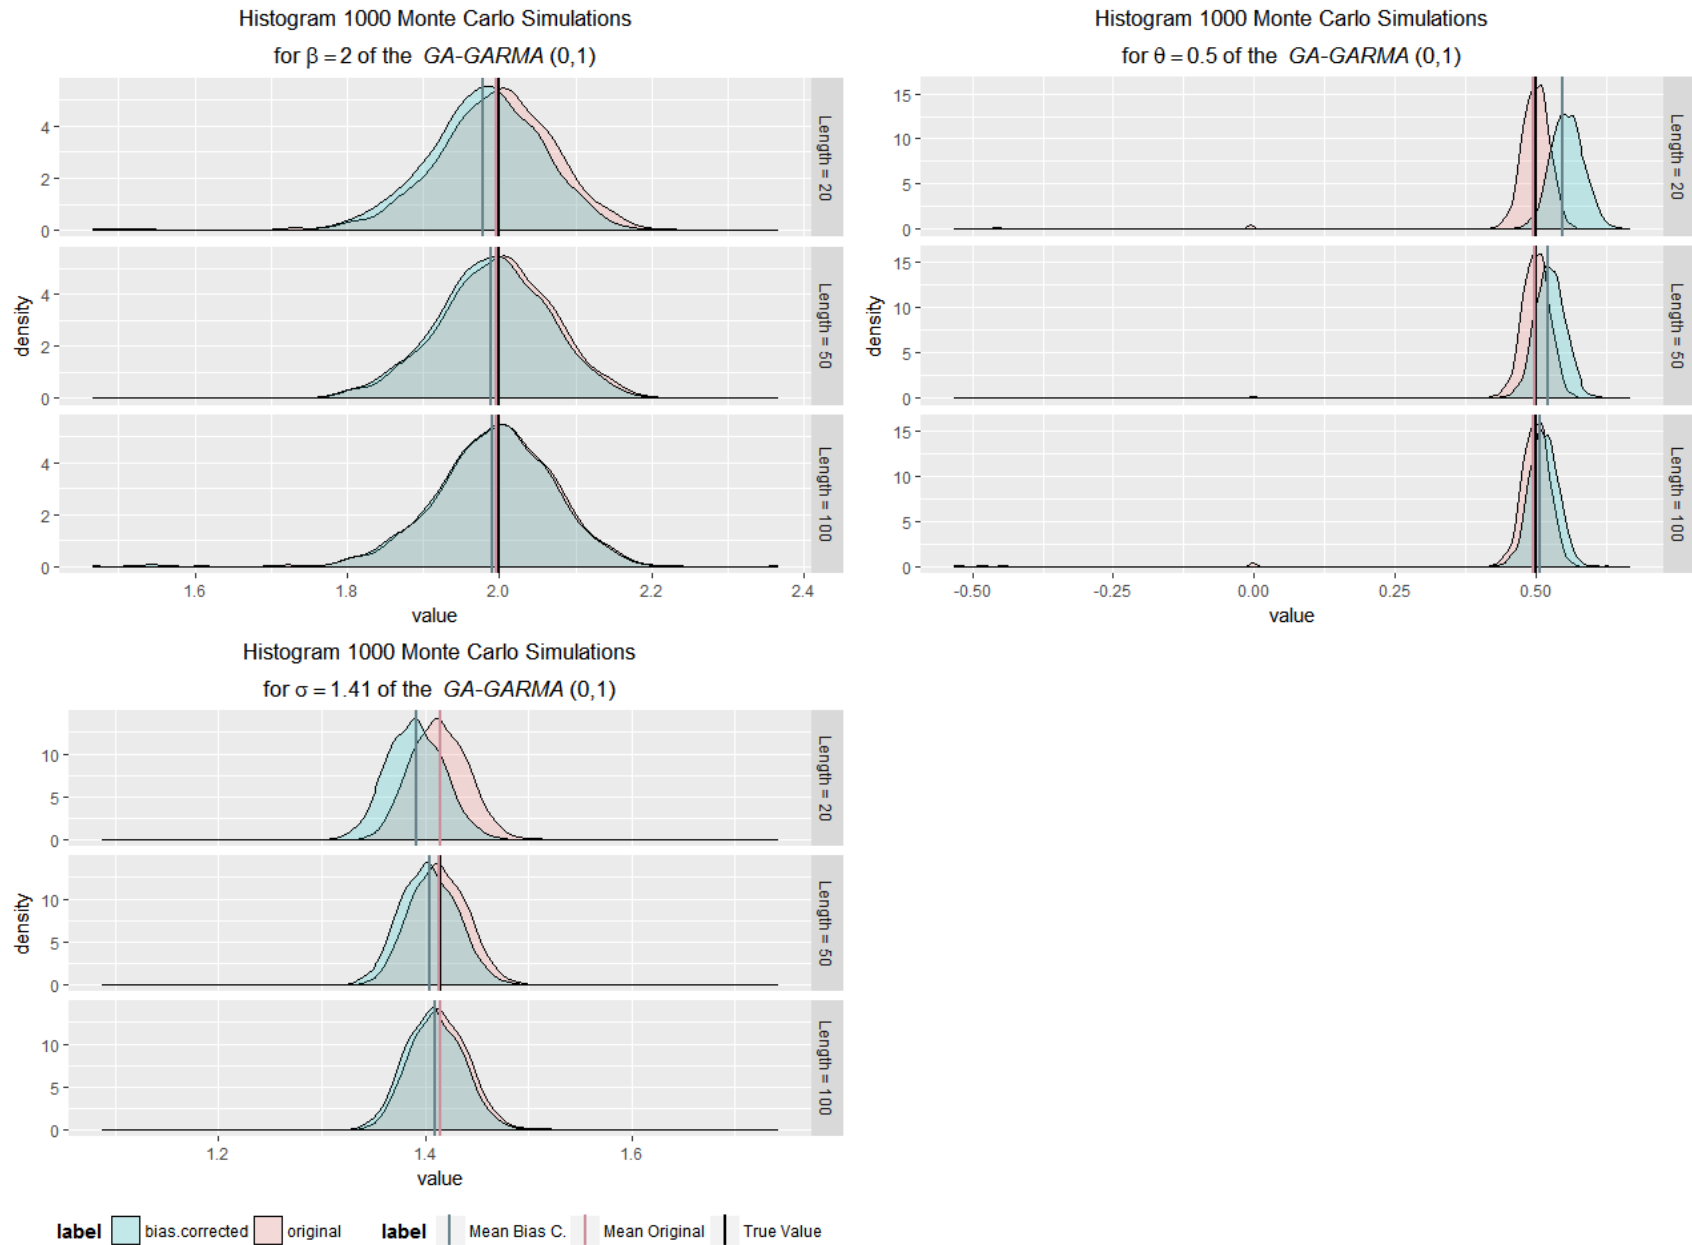 Histogram 1000 Monte Carlo Simulations
for β = 2 of the GA-GARMA (0,1)
density
4
2
0
Length = 20
4
2
0
Length = 50
4
2
0
Length = 100
1.6 1.8 2.0 2.2 2.4
value
Histogram 1000 Monte Carlo Simulations
for θ = 0.5 of the GA-GARMA (0,1)
density
15
10
5
0
Length = 20
15
10
5
0
Length = 50
15
10
5
0
Length = 100
-0.50 -0.25 0.00 0.25 0.50
value
Histogram 1000 Monte Carlo Simulations
for σ = 1.41 of the GA-GARMA (0,1)
density
10
5
0
Length = 20
10
5
0
Length = 50
10
5
0
Length = 100
1.2 1.4 1.6
value
label bias.corrected original label Mean Bias C. Mean Original True Value